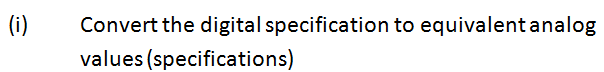 (i) Convert the digital specification to equivalent analog
values (specifications)